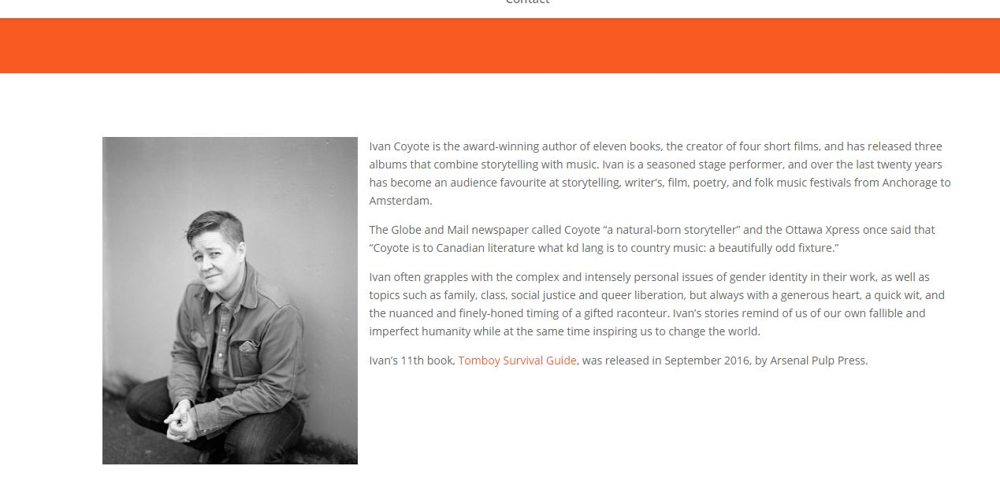 Contact
Ivan Coyote is the award-winning author of eleven books, the creator of four short films, and has released three
albums that combine storytelling with music. Ivan is a seasoned stage performer, and over the last twenty years
has become an audience favourite at storytelling, writer’s, film, poetry, and folk music festivals from Anchorage to
Amsterdam.
The Globe and Mail newspaper called Coyote “a natural-born storyteller” and the Ottawa Xpress once said that
“Coyote is to Canadian literature what kd lang is to country music: a beautifully odd fixture.”
Ivan often grapples with the complex and intensely personal issues of gender identity in their work, as well as
topics such as family, class, social justice and queer liberation, but always with a generous heart, a quick wit, and
the nuanced and finely-honed timing of a gifted raconteur. Ivan’s stories remind of us of our own fallible and
imperfect humanity while at the same time inspiring us to change the world.
Ivan’s 11th book, Tomboy Survival Guide, was released in September 2016, by Arsenal Pulp Press.